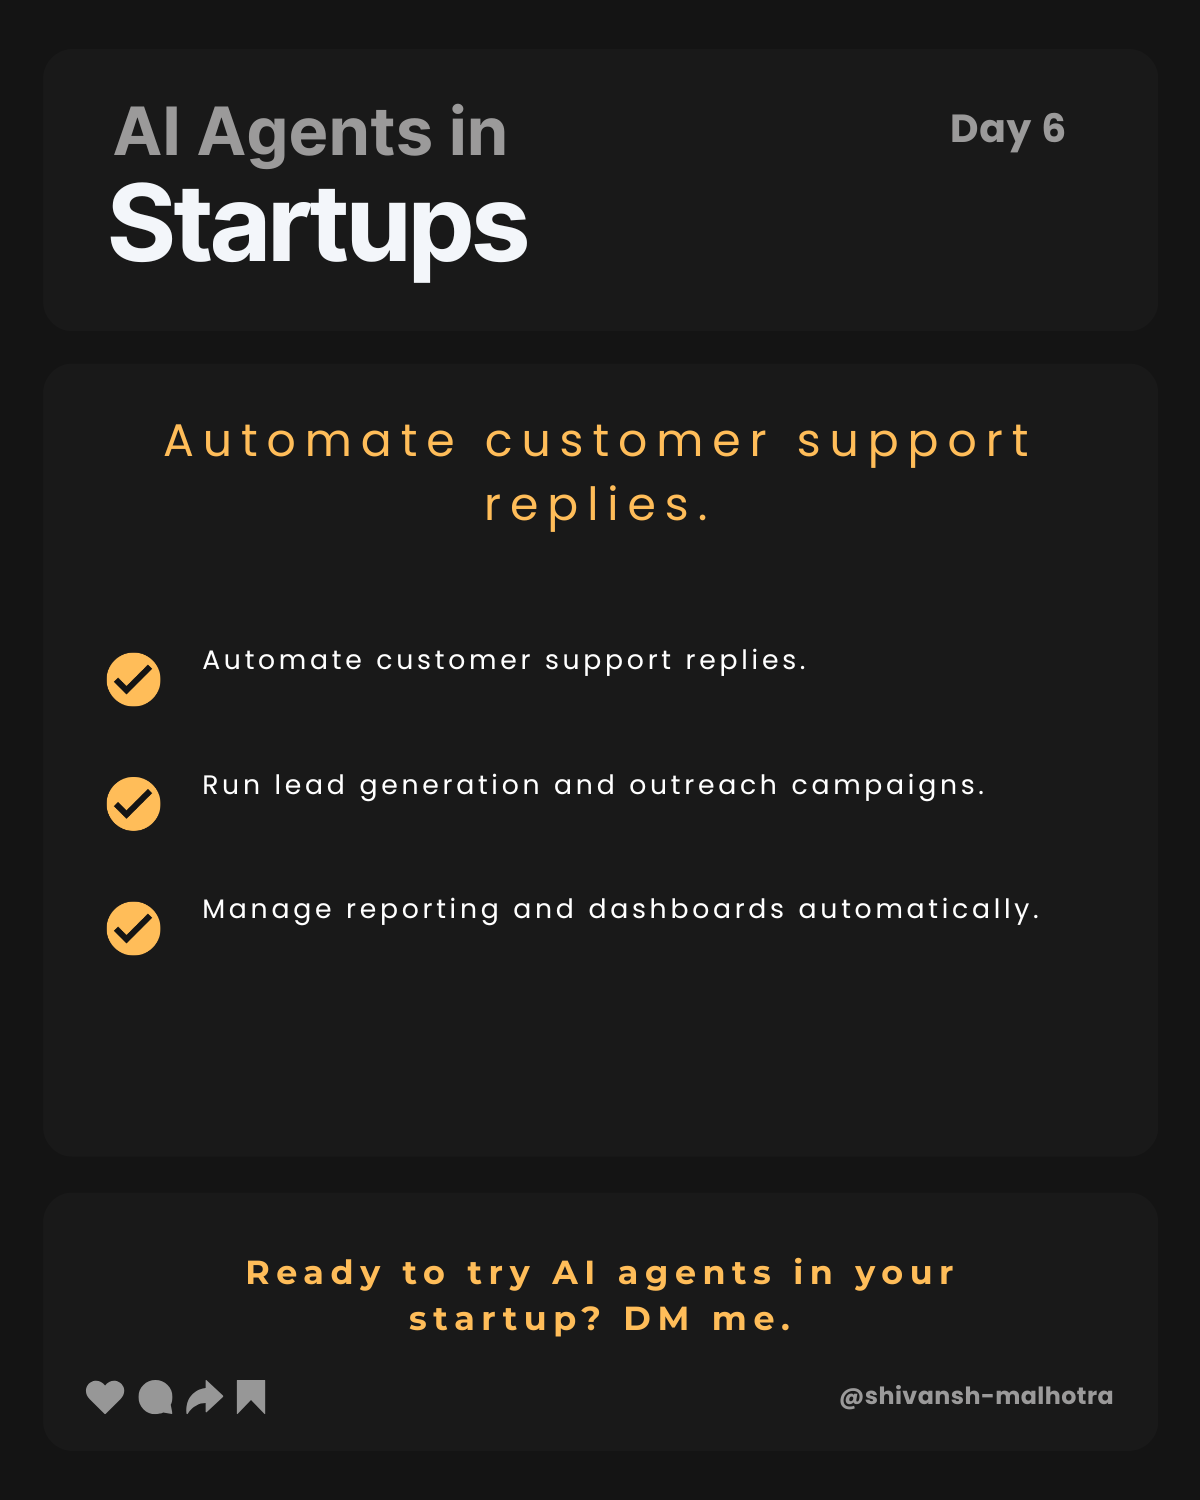 AI Agents in
Startups
Day 6
Automate customer support
replies.
Automate customer support replies.
Run lead generation and outreach campaigns.
Manage reporting and dashboards automatically.
Ready to try AI agents in your
startup? DM me.
@shivansh-malhotra